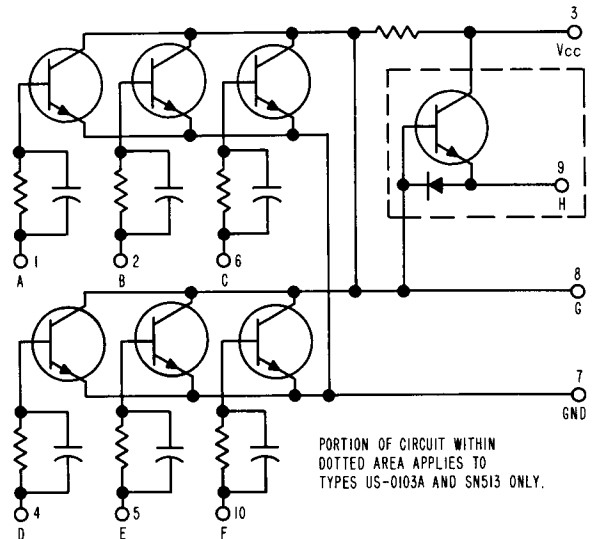 3
Vcc
9
H
1
A
2
B
6
C
8
G
7
GND
4
D
5
E
10
F
PORTION OF CIRCUIT WITHIN
DOTTED AREA APPLIES TO
TYPES US-0103A AND SN513 ONLY.